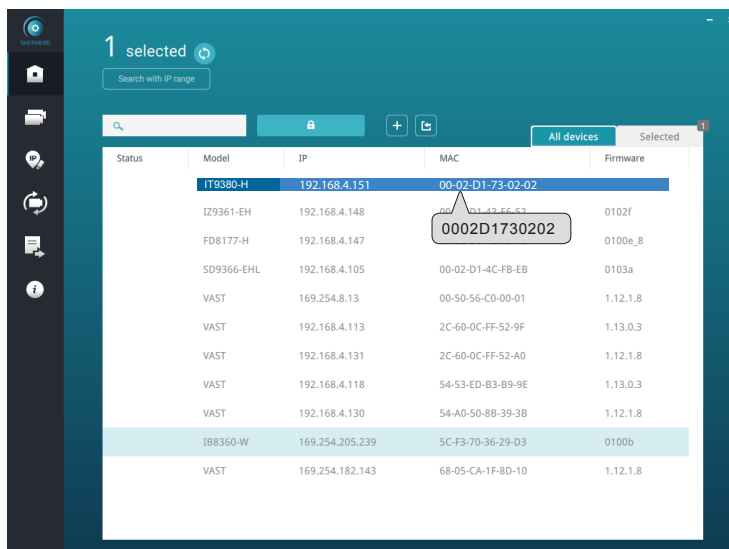 SHEPHERD
1 selected
Search with IP range
All devices Selected 1
Status Model IP MAC Firmware
IT9380-H 192.168.4.151 00-02-D1-73-02-02
IZ9361-EH 192.168.4.148 0102f
0002D1730202
FD8177-H 192.168.4.147 0100e_8
SD9366-EHL 192.168.4.105 00-02-D1-4C-FB-EB 0103a
VAST 169.254.8.13 00-50-56-C0-00-01 1.12.1.8
VAST 192.168.4.113 2C-60-0C-FF-52-9F 1.13.0.3
VAST 192.168.4.131 2C-60-0C-FF-52-A0 1.12.1.8
VAST 192.168.4.118 54-53-ED-B3-B9-9E 1.13.0.3
VAST 192.168.4.130 54-A0-50-8B-39-3B 1.12.1.8
IB8360-W 169.254.205.239 5C-F3-70-36-29-D3 0100b
VAST 169.254.182.143 68-05-CA-1F-8D-10 1.12.1.8